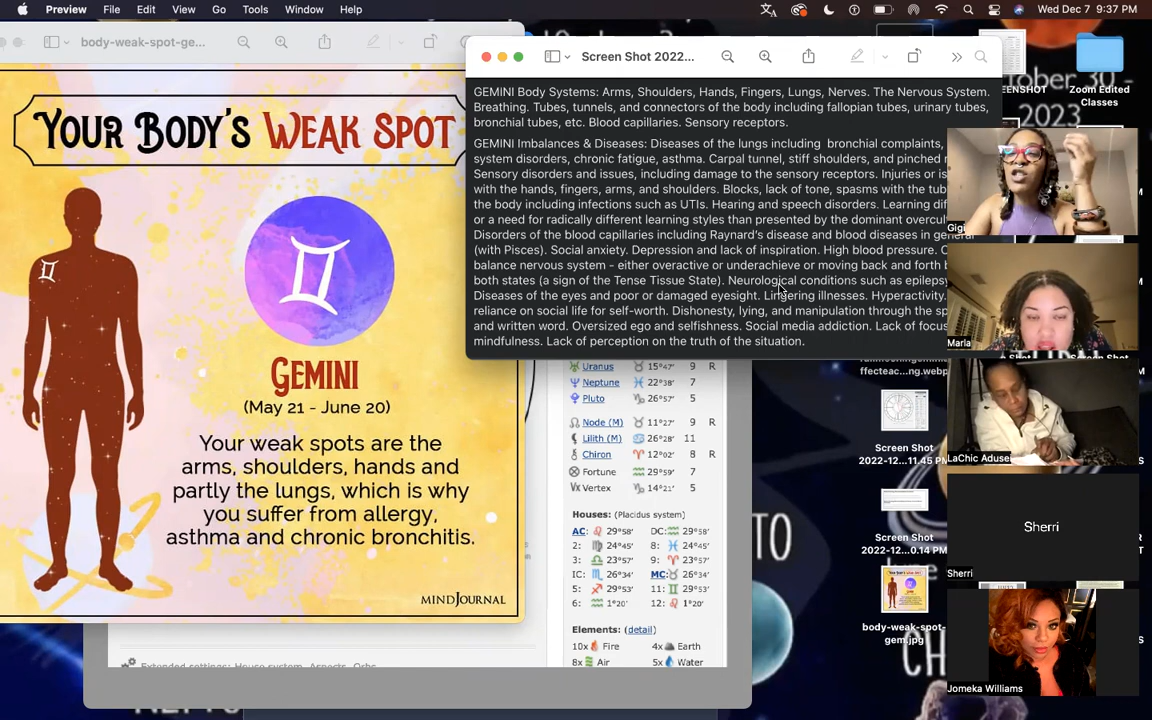 Preview File Edit View Go Tools Window Help
Wed Dec 7 9:37 PM
body-weak-spot-ge...
YOUR BODY'S WEAK SPOT
GEMINI
(May 21 - June 20)
Your weak spots are the
arms, shoulders, hands and
partly the lungs, which is why
you suffer from allergy,
asthma and chronic bronchitis.
MINDJOURNAL
Screen Shot 2022...
GEMINI Body Systems: Arms, Shoulders, Hands, Fingers, Lungs, Nerves. The Nervous System.
Breathing. Tubes, tunnels, and connectors of the body including fallopian tubes, urinary tubes,
bronchial tubes, etc. Blood capillaries. Sensory receptors.
GEMINI Imbalances & Diseases: Diseases of the lungs including bronchial complaints,
system disorders, chronic fatigue, asthma. Carpal tunnel, stiff shoulders, and pinched
Sensory disorders and issues, including damage to the sensory receptors. Injuries or
with the hands, fingers, arms, and shoulders. Blocks, lack of tone, spasms with the
the body including infections such as UTIs. Hearing and speech disorders. Learning
or a need for radically different learning styles than presented by the dominant
Disorders of the blood capillaries including Raynard's disease and blood diseases in general
(with Pisces). Social anxiety. Depression and lack of inspiration. High blood pressure.
balance nervous system - either overactive or underachieve or moving back and forth
both states (a sign of the Tense Tissue State). Neurological conditions such as
Diseases of the eyes and poor or damaged eyesight. Lingering illnesses. Hyperactivity.
reliance on social life for self-worth. Dishonesty, lying, and manipulation through the
and written word. Oversized ego and selfishness. Social media addiction. Lack of
mindfulness. Lack of perception on the truth of the situation.
Uranus 15°47' 9 R
Neptune 22°38' 7
Pluto 26°57' 5
Node (M) 11°27' 9 R
Lilith (M) 26°28' 11
Chiron 12°02' 8 R
Fortune 29°59' 7
Vertex 14°21' 5
Houses: (Placidus system)
AC: 29°58' DC: 29°58'
2: 24°45' 8: 24°45'
3: 23°57' 9: 23°57'
IC: 26°34' MC: 26°34'
5: 29°53' 11: 29°53'
6: 1°20' 12: 1°20'
Elements: (detail)
10x Fire 4x Earth
8x Air 5x Water
Extended settings: House system, Aspects, Orbs
Zoom Edited
Classes
2023
Gigi
Maria
LaChic
Sherri
Sherri
Jomeka Williams
Screen Shot
2022-12...11.45 PM
Screen Shot
2022-12...0.14 PM
body-weak-spot-
gem.jpg
TO